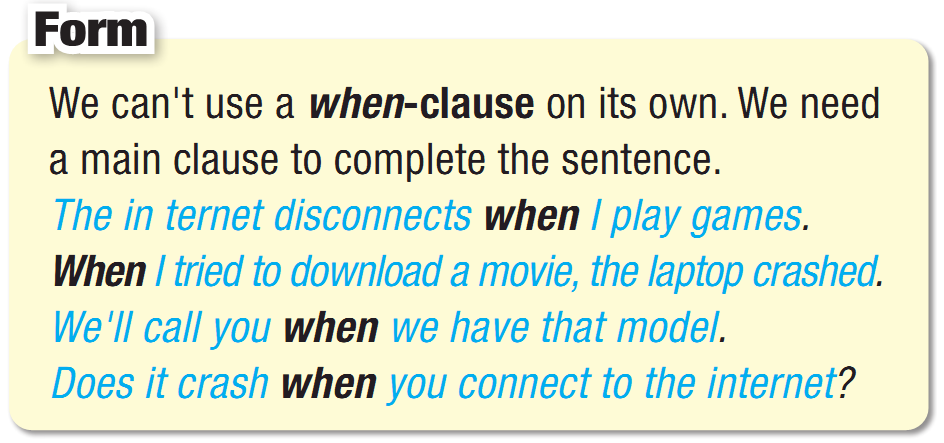 Form
We can't use a when-clause on its own. We need
a main clause to complete the sentence.
The in ternet disconnects when I play games.
When I tried to download a movie, the laptop crashed.
We'll call you when we have that model.
Does it crash when you connect to the internet?